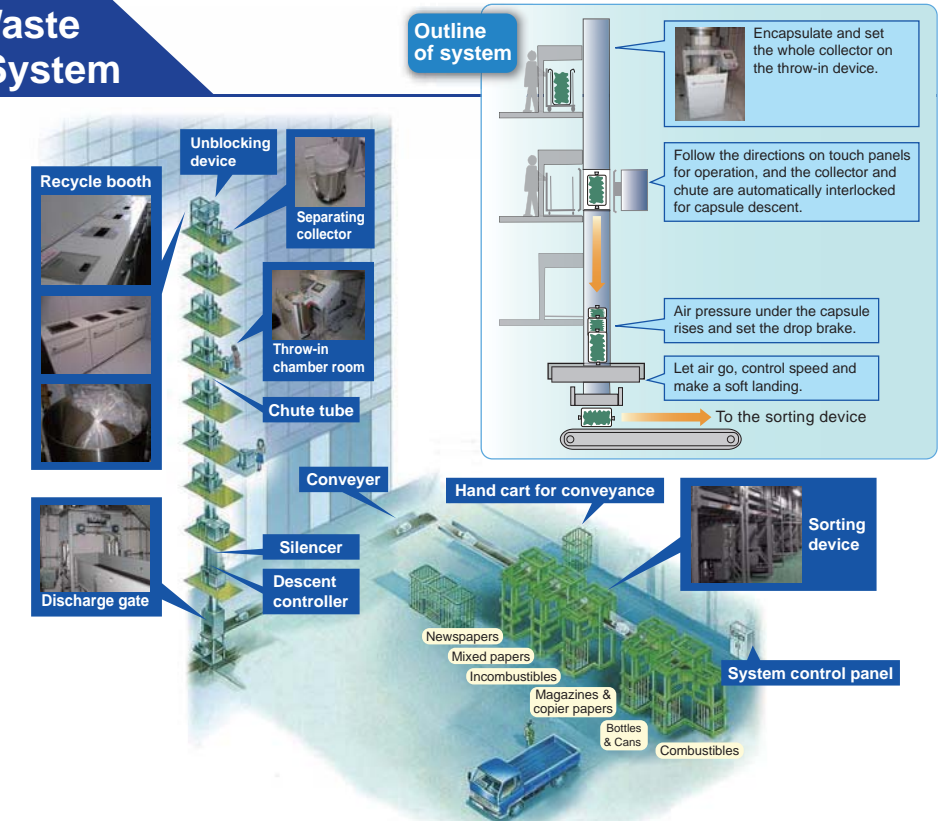 System
Outline
of system
Encapsulate and set
the whole collector on
the throw-in device.
Follow the directions on touch panels
for operation, and the collector and
chute are automatically interlocked
for capsule descent.
Air pressure under the capsule
rises and set the drop brake.
Let air go, control speed and
make a soft landing.
To the sorting device
Unblocking
device
Recycle booth
Separating
collector
Throw-in
chamber room
Chute tube
Conveyer
Hand cart for conveyance
Sorting
device
Silencer
Descent
controller
Discharge gate
Newspapers
Mixed papers
Incombustibles
Magazines &
copier papers
Bottles
& Cans
Combustibles
System control panel